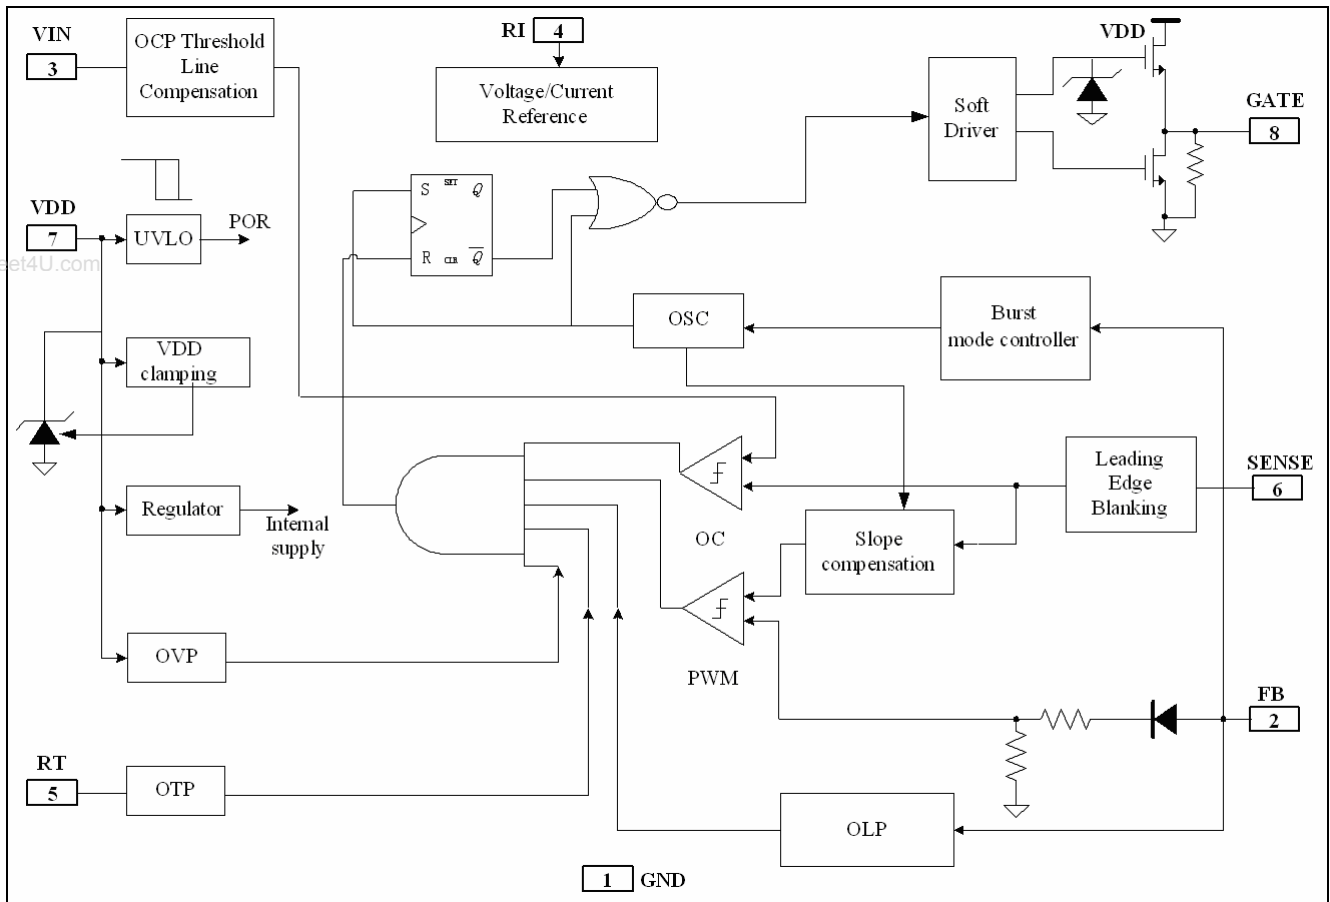 VIN
3
OCP Threshold
Line
Compensation
RI
4
Voltage/Current
Reference
VDD
Soft
Driver
GATE
8
VDD
7
UVLO
POR
S
SET
Q
R
CLR
Q
eet4U.com
OSC
Burst
mode controller
VDD
clamping
Leading
Edge
Blanking
SENSE
6
Regulator
Internal
supply
OC
Slope
compensation
OVP
PWM
FB
2
RT
5
OTP
OLP
1
GND